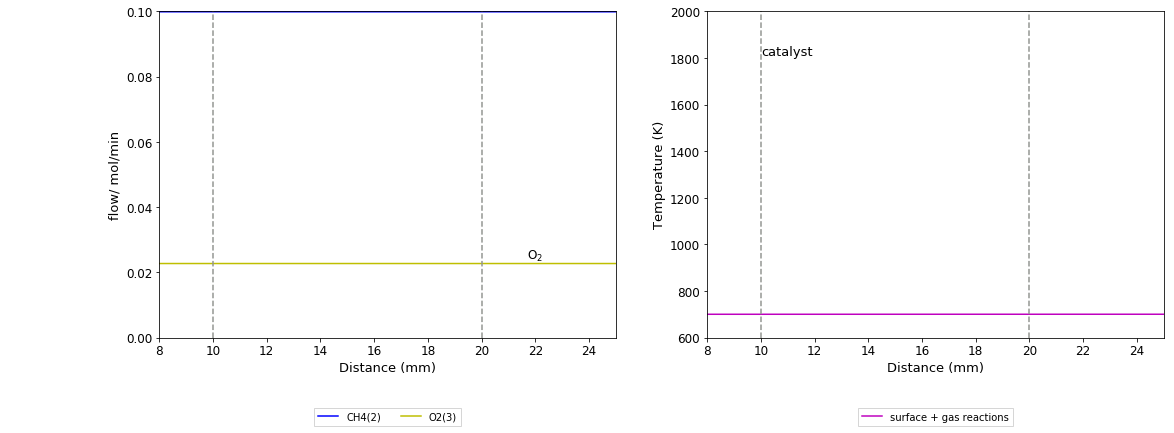 0.10
0.08
0.06
0.04
0.02
0.00
flow/ mol/min
O2
8 10 12 14 16 18 20 22 24
Distance (mm)
CH4(2) O2(3)
2000
1800
1600
1400
1200
1000
800
600
Temperature (K)
catalyst
8 10 12 14 16 18 20 22 24
Distance (mm)
surface + gas reactions